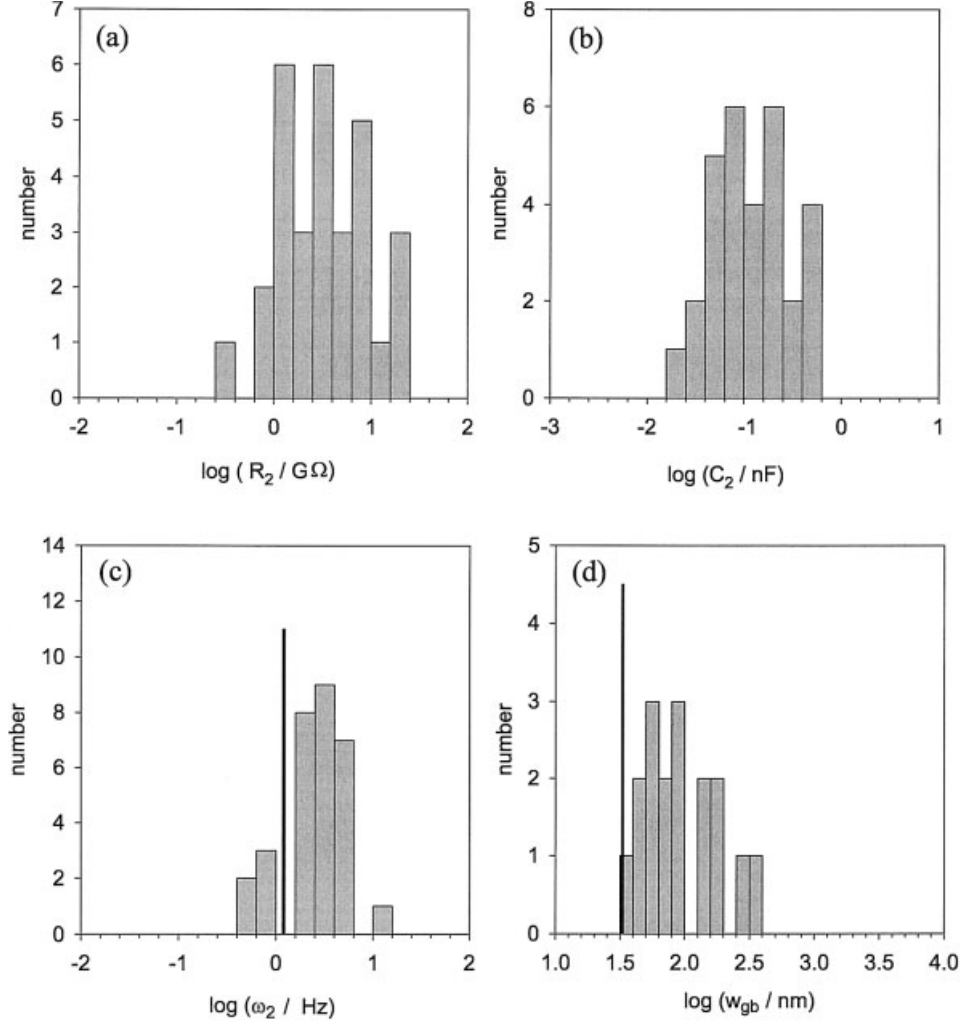 (a)
7
6
5
4
3
2
1
0
number
-2 -1 0 1 2
log ( R₂ / GΩ)
(b)
8
6
4
2
0
number
-3 -2 -1 0 1
log (C₂ / nF)
(c)
14
12
10
8
6
4
2
0
number
-2 -1 0 1 2
log (ω₂ / Hz)
(d)
5
4
3
2
1
0
number
1.0 1.5 2.0 2.5 3.0 3.5 4.0
log (w_gb / nm)